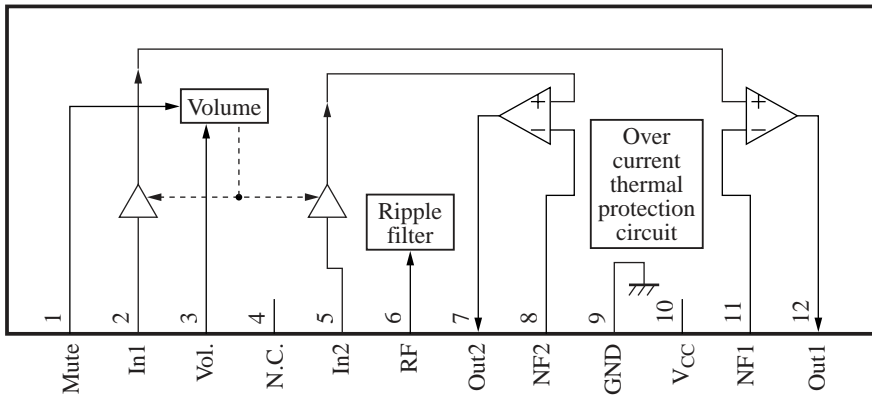 Volume
+
−
+
−
Over
current
thermal
protection
circuit
Ripple
filter
1
2
3
4
5
6
7
8
9
10
11
12
Mute
In1
Vol.
N.C.
In2
RF
Out2
NF2
GND
VCC
NF1
Out1